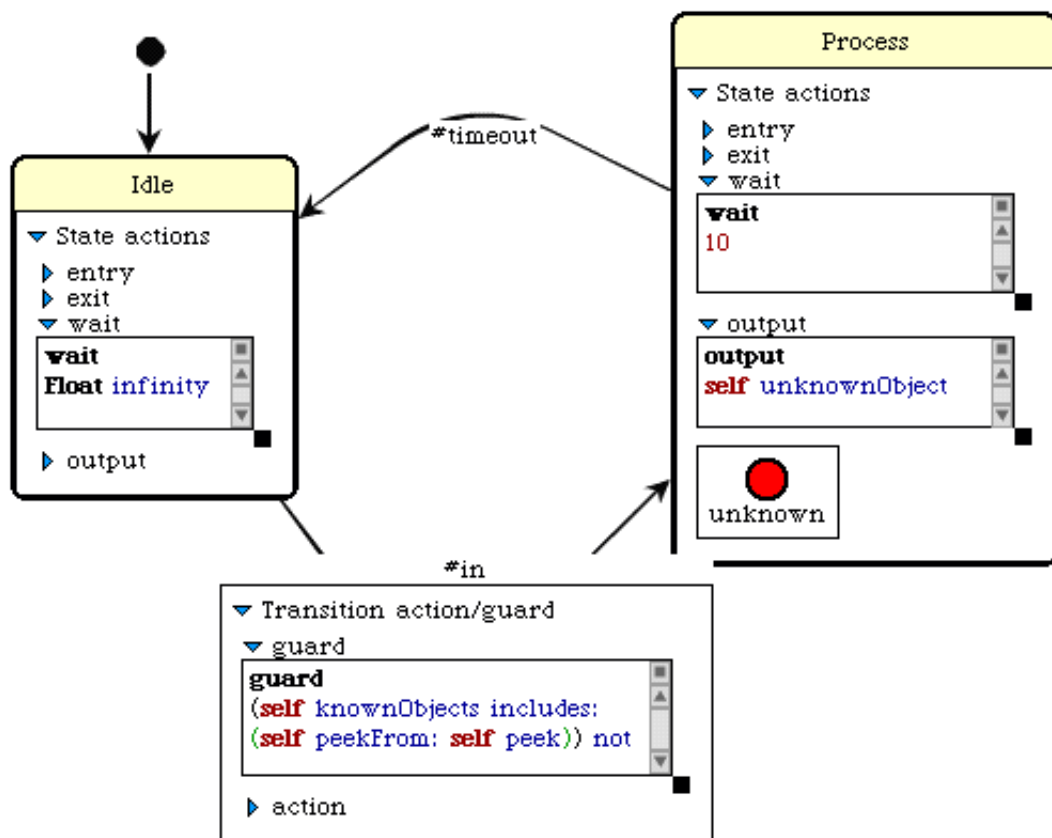 Process
State actions
entry
exit
wait
wait
10
output
output
self unknownObject
unknown
#timeout
Idle
State actions
entry
exit
wait
wait
Float infinity
output
#in
Transition action/guard
guard
guard
(self knownObjects includes:
(self peekFrom: self peek)) not
action